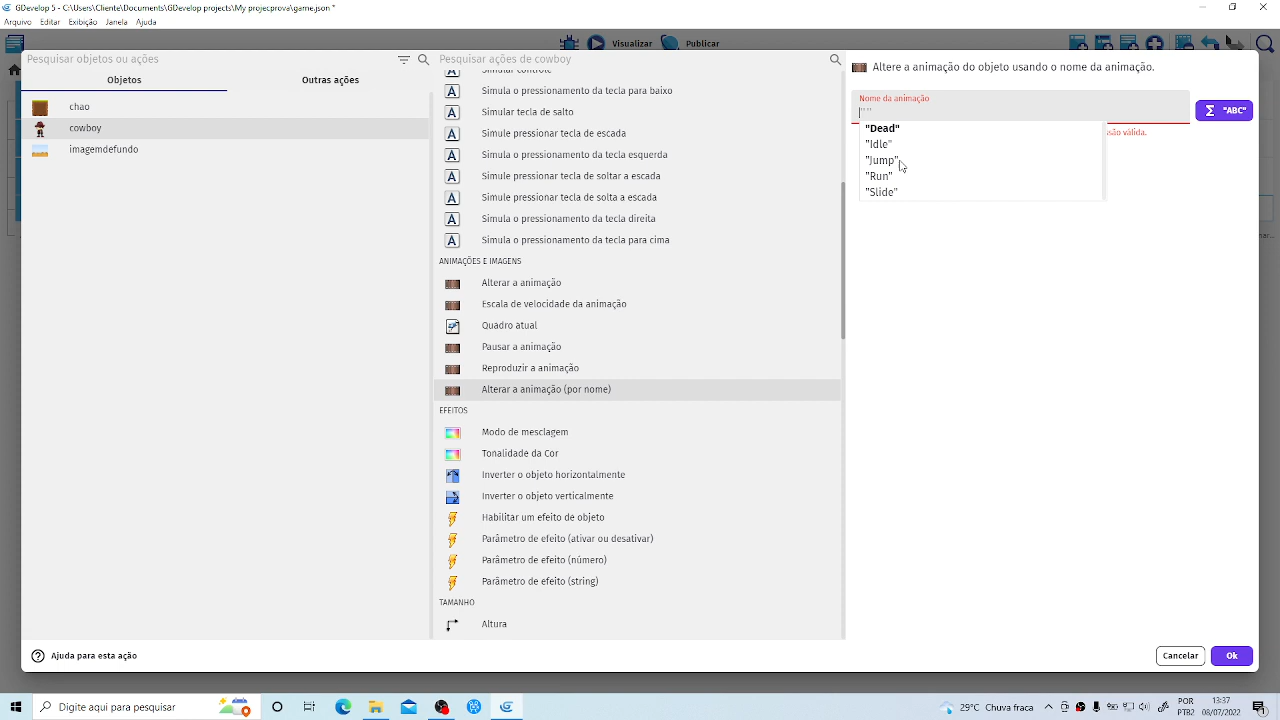 GDevelop 5 - C:\Users\Cliente\Documents\GDevelop projects\My projecprova\game.json *
Arquivo Editar Exibição Janela Ajuda
Visualizar Publicar
Pesquisar objetos ou ações
Pesquisar ações de cowboy
Objetos
Outras ações
chao
cowboy
imagemdefundo
Simular controle
Simula o pressionamento da tecla para baixo
Simular tecla de salto
Simule pressionar tecla de escada
Simula o pressionamento da tecla esquerda
Simule pressionar tecla de soltar a escada
Simule pressionar tecla de solta a escada
Simula o pressionamento da tecla direita
Simula o pressionamento da tecla para cima
ANIMAÇÕES E IMAGENS
Alterar a animação
Escala de velocidade da animação
Quadro atual
Pausar a animação
Reproduzir a animação
Alterar a animação (por nome)
EFEITOS
Modo de mesclagem
Tonalidade da Cor
Inverter o objeto horizontalmente
Inverter o objeto verticalmente
Habilitar um efeito de objeto
Parâmetro de efeito (ativar ou desativar)
Parâmetro de efeito (número)
Parâmetro de efeito (string)
TAMANHO
Altura
Altere a animação do objeto usando o nome da animação.
Nome da animação
""
Σ "ABC"
são válida.
"Dead"
"Idle"
"Jump"
"Run"
"Slide"
Ajuda para esta ação
Cancelar
Ok
Digite aqui para pesquisar
29°C Chuva fraca
POR
PTB2
13:37
08/07/2022